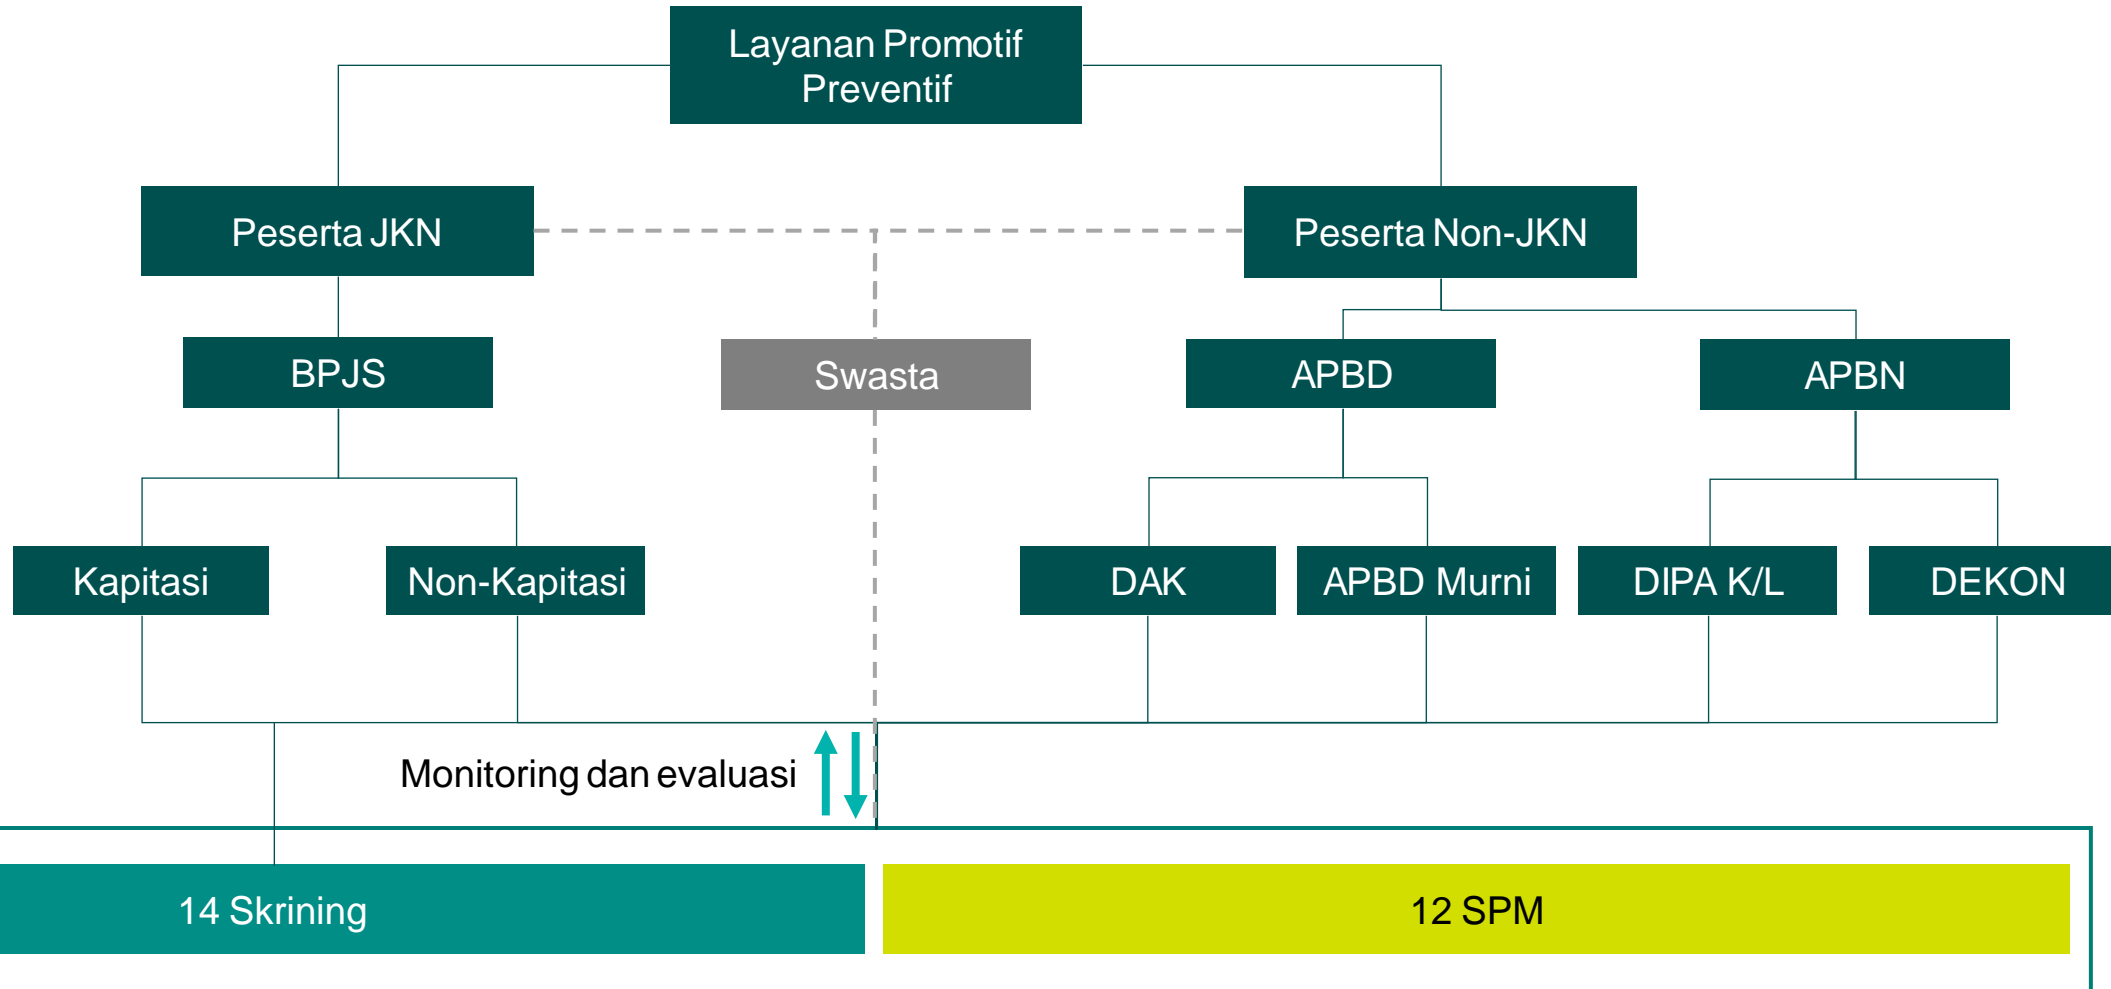 Layanan Promotif
Preventif
Peserta JKN
Peserta Non-JKN
BPJS
Swasta
APBD
APBN
Kapitasi
Non-Kapitasi
DAK
APBD Murni
DIPA K/L
DEKON
Monitoring dan evaluasi
14 Skrining
12 SPM